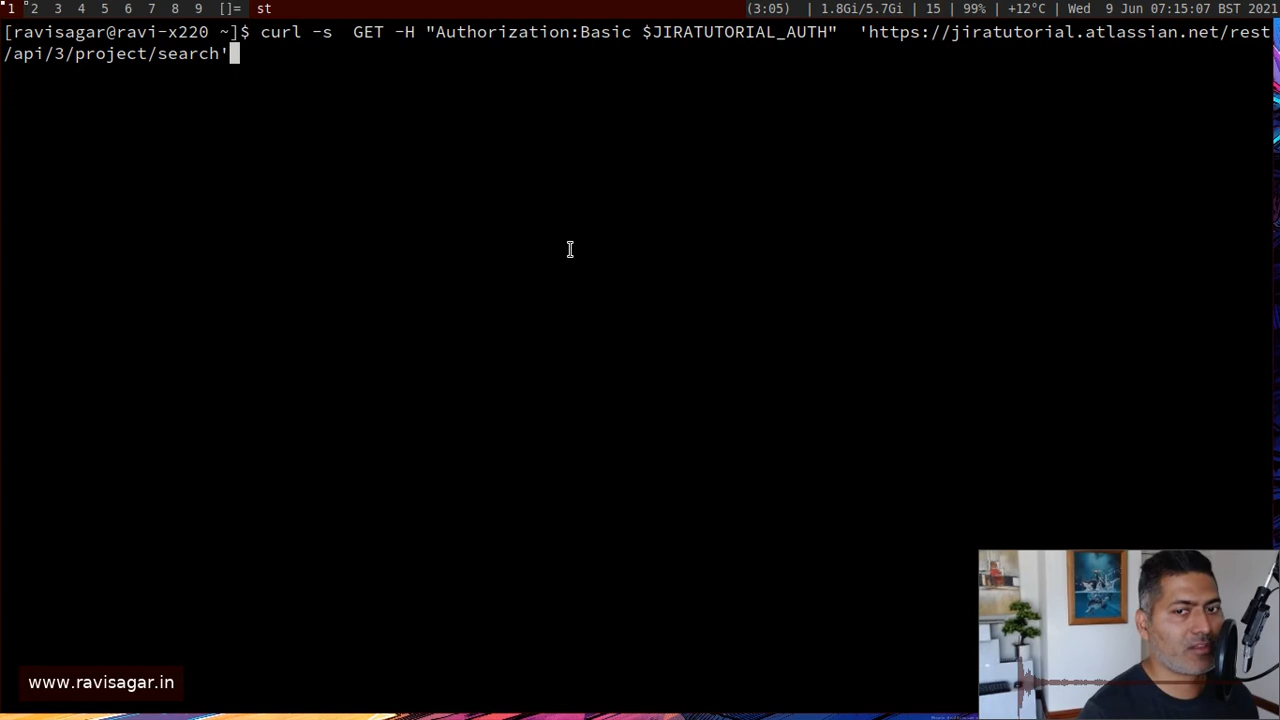 1 2 3 4 5 6 7 8 9 []= st (3:05) | 1.8Gi/5.7Gi | 15 | 99% | +12°C | Wed 9 Jun 07:15:07 BST 2021
[ravisagar@ravi-x220 ~]$ curl -s  GET -H "Authorization:Basic $JIRATUTORIAL_AUTH"  'https://jiratutorial.atlassian.net/rest
/api/3/project/search'
www.ravisagar.in